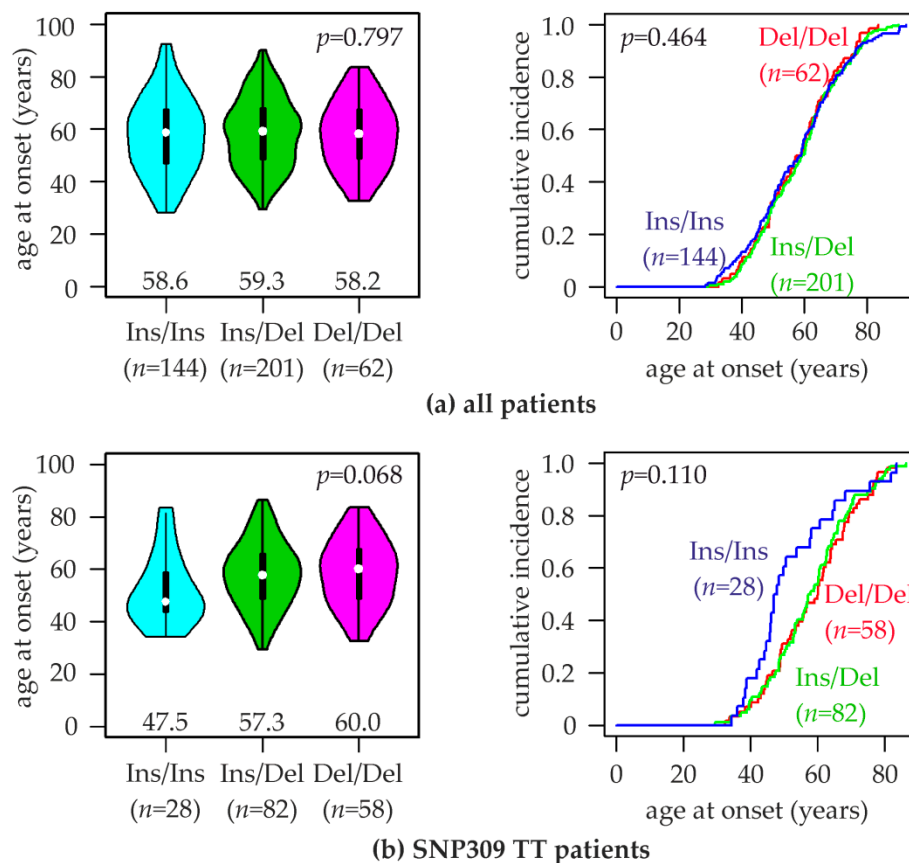 age at onset (years)
100
80
60
40
20
0
p=0.797
58.6 59.3 58.2
Ins/Ins Ins/Del Del/Del
(n=144) (n=201) (n=62)
cumulative incidence
1.0
0.8
0.6
0.4
0.2
0
p=0.464
Del/Del
(n=62)
Ins/Ins
(n=144)
Ins/Del
(n=201)
0 20 40 60 80
age at onset (years)
(a) all patients
age at onset (years)
100
80
60
40
20
0
p=0.068
47.5 57.3 60.0
Ins/Ins Ins/Del Del/Del
(n=28) (n=82) (n=58)
cumulative incidence
1.0
0.8
0.6
0.4
0.2
0
p=0.110
Ins/Ins
(n=28)
Del/Del
(n=58)
Ins/Del
(n=82)
0 20 40 60 80
age at onset (years)
(b) SNP309 TT patients